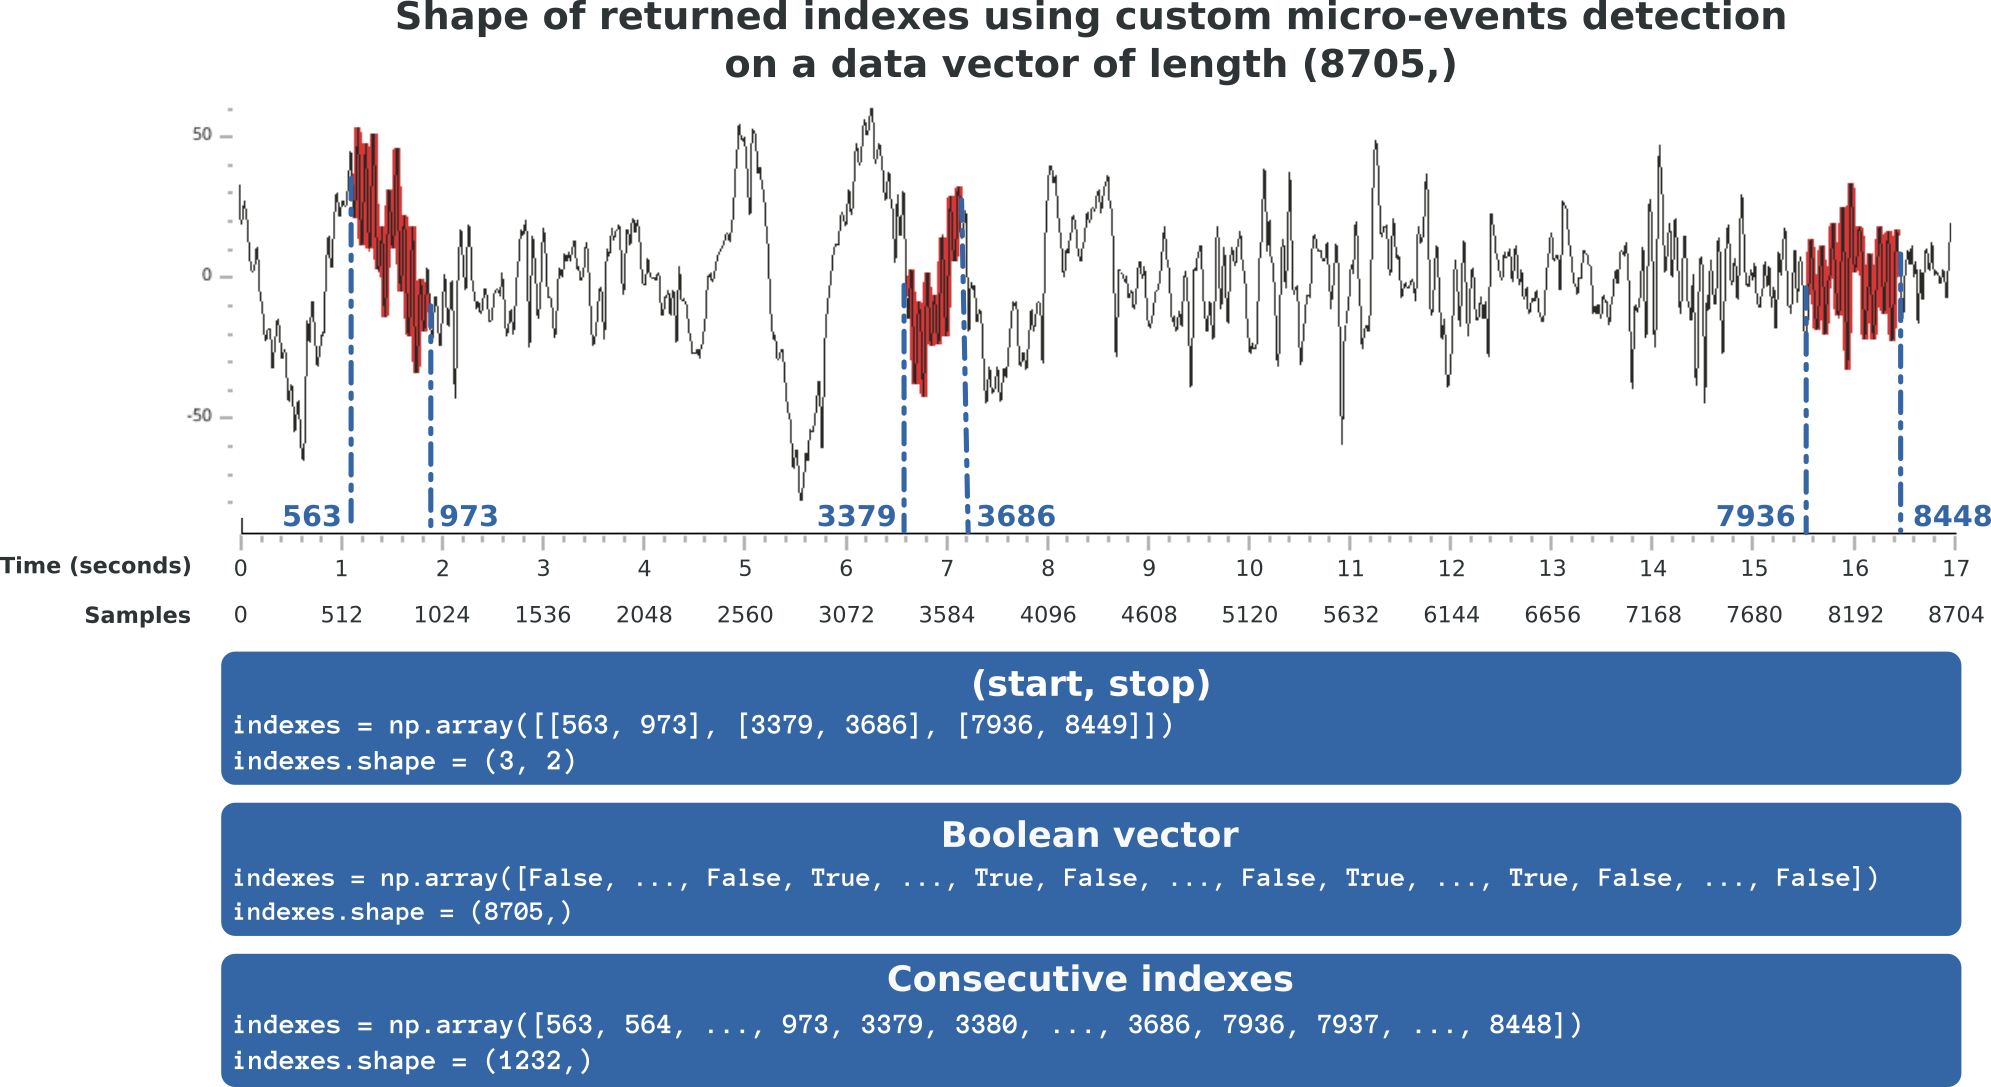 Shape of returned indexes using custom micro-events detection
on a data vector of length (8705,)
50
0
-50
563 973 3379 3686 7936 8448
Time (seconds) 0 1 2 3 4 5 6 7 8 9 10 11 12 13 14 15 16 17
Samples 0 512 1024 1536 2048 2560 3072 3584 4096 4608 5120 5632 6144 6656 7168 7680 8192 8704
(start, stop)
indexes = np.array([[563, 973], [3379, 3686], [7936, 8449]])
indexes.shape = (3, 2)
Boolean vector
indexes = np.array([False, ..., False, True, ..., True, False, ..., False, True, ..., True, False, ..., False])
indexes.shape = (8705,)
Consecutive indexes
indexes = np.array([563, 564, ..., 973, 3379, 3380, ..., 3686, 7936, 7937, ..., 8448])
indexes.shape = (1232,)